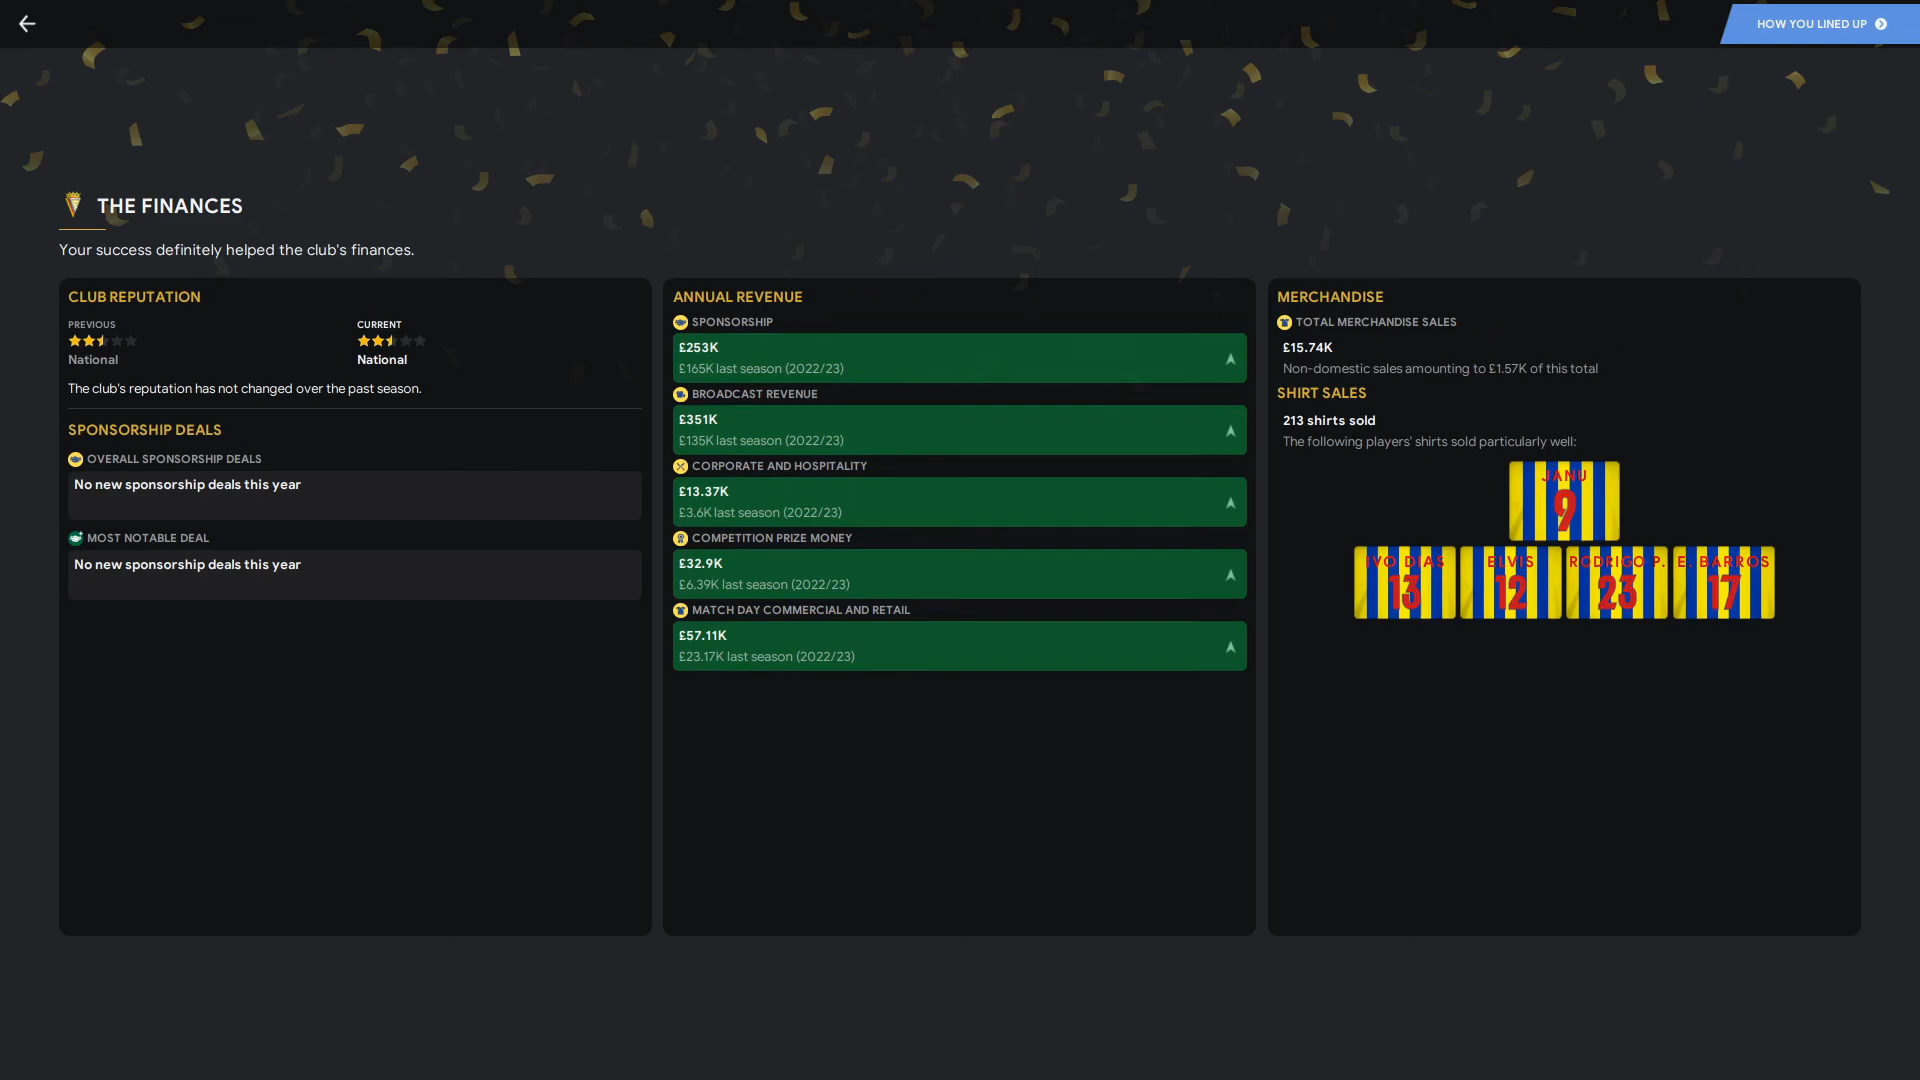 HOW YOU LINED UP
THE FINANCES
Your success definitely helped the club's finances.
CLUB REPUTATION
PREVIOUS
CURRENT
National
National
The club's reputation has not changed over the past season.
SPONSORSHIP DEALS
OVERALL SPONSORSHIP DEALS
No new sponsorship deals this year
MOST NOTABLE DEAL
No new sponsorship deals this year
ANNUAL REVENUE
SPONSORSHIP
£253K
£165K last season (2022/23)
BROADCAST REVENUE
£351K
£135K last season (2022/23)
CORPORATE AND HOSPITALITY
£13.37K
£3.6K last season (2022/23)
COMPETITION PRIZE MONEY
£32.9K
£6.39K last season (2022/23)
MATCH DAY COMMERCIAL AND RETAIL
£57.11K
£23.17K last season (2022/23)
MERCHANDISE
TOTAL MERCHANDISE SALES
£15.74K
Non-domestic sales amounting to £1.57K of this total
SHIRT SALES
213 shirts sold
The following players' shirts sold particularly well:
JANU
9
IVO DIAS
13
ELVIS
12
RODRIGO P.
23
E. BARROS
17